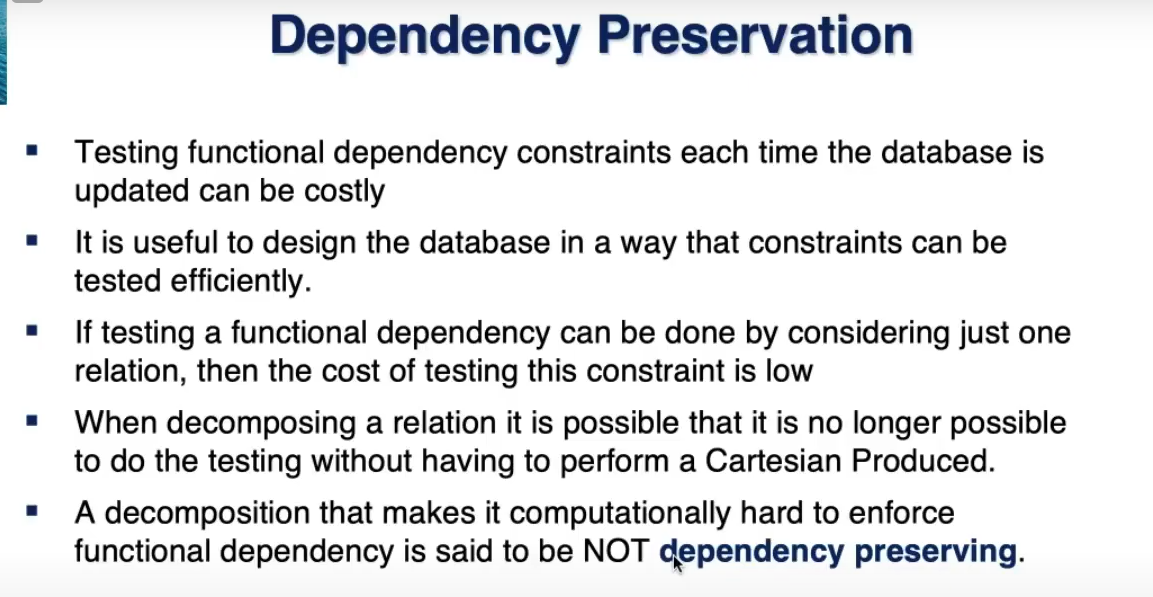 Dependency Preservation
▪ Testing functional dependency constraints each time the database is
updated can be costly
▪ It is useful to design the database in a way that constraints can be
tested efficiently.
▪ If testing a functional dependency can be done by considering just one
relation, then the cost of testing this constraint is low
▪ When decomposing a relation it is possible that it is no longer possible
to do the testing without having to perform a Cartesian Produced.
▪ A decomposition that makes it computationally hard to enforce
functional dependency is said to be NOT dependency preserving.